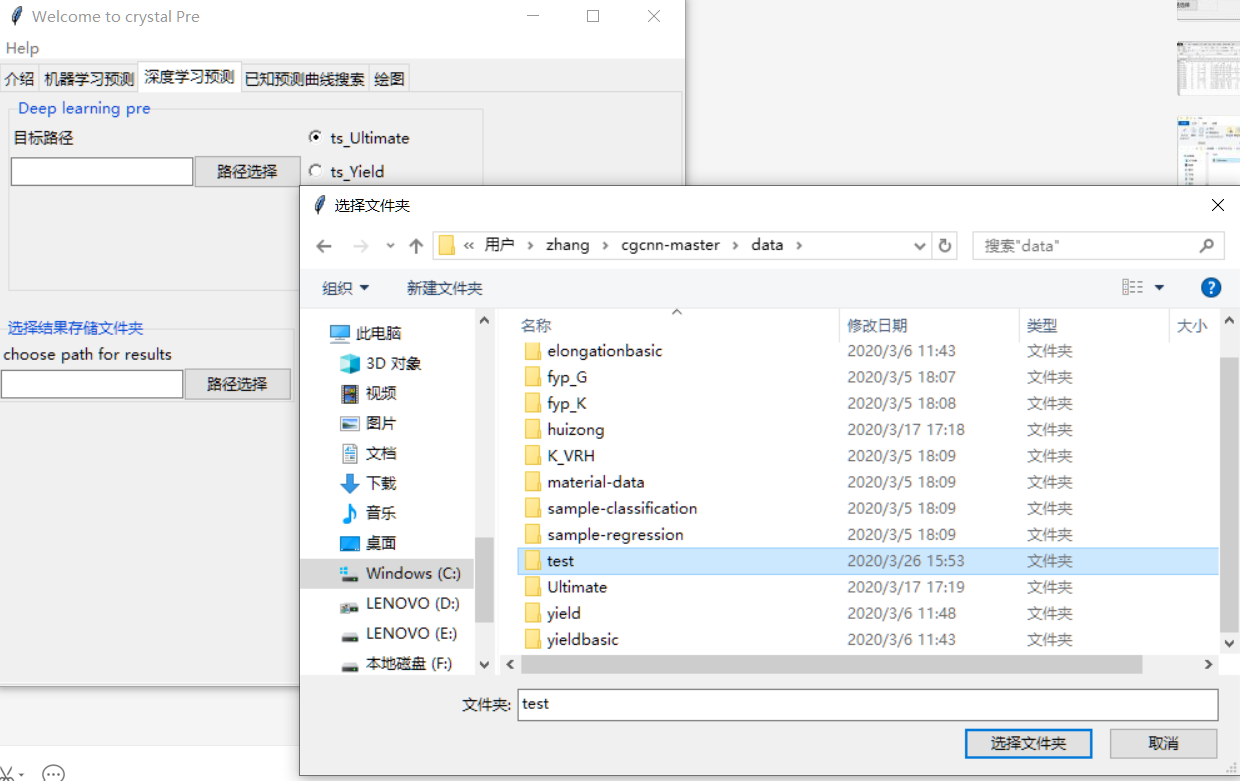 Welcome to crystal Pre
Help
介绍 机器学习预测 深度学习预测 已知预测曲线搜索 绘图
Deep learning pre
目标路径
ts_Ultimate
路径选择
ts_Yield
选择结果存储文件夹
choose path for results
路径选择
选择文件夹
« 用户 › zhang › cgcnn-master › data ›
搜索"data"
组织 新建文件夹
?
此电脑
3D 对象
视频
图片
文档
下载
音乐
桌面
Windows (C:)
LENOVO (D:)
LENOVO (E:)
本地磁盘 (F:)
名称 修改日期 类型 大小
elongationbasic 2020/3/6 11:43 文件夹
fyp_G 2020/3/5 18:07 文件夹
fyp_K 2020/3/5 18:08 文件夹
huizong 2020/3/17 17:18 文件夹
K_VRH 2020/3/5 18:09 文件夹
material-data 2020/3/5 18:09 文件夹
sample-classification 2020/3/5 18:09 文件夹
sample-regression 2020/3/5 18:09 文件夹
test 2020/3/26 15:53 文件夹
Ultimate 2020/3/17 17:19 文件夹
yield 2020/3/6 11:48 文件夹
yieldbasic 2020/3/6 11:43 文件夹
文件夹: test
选择文件夹 取消